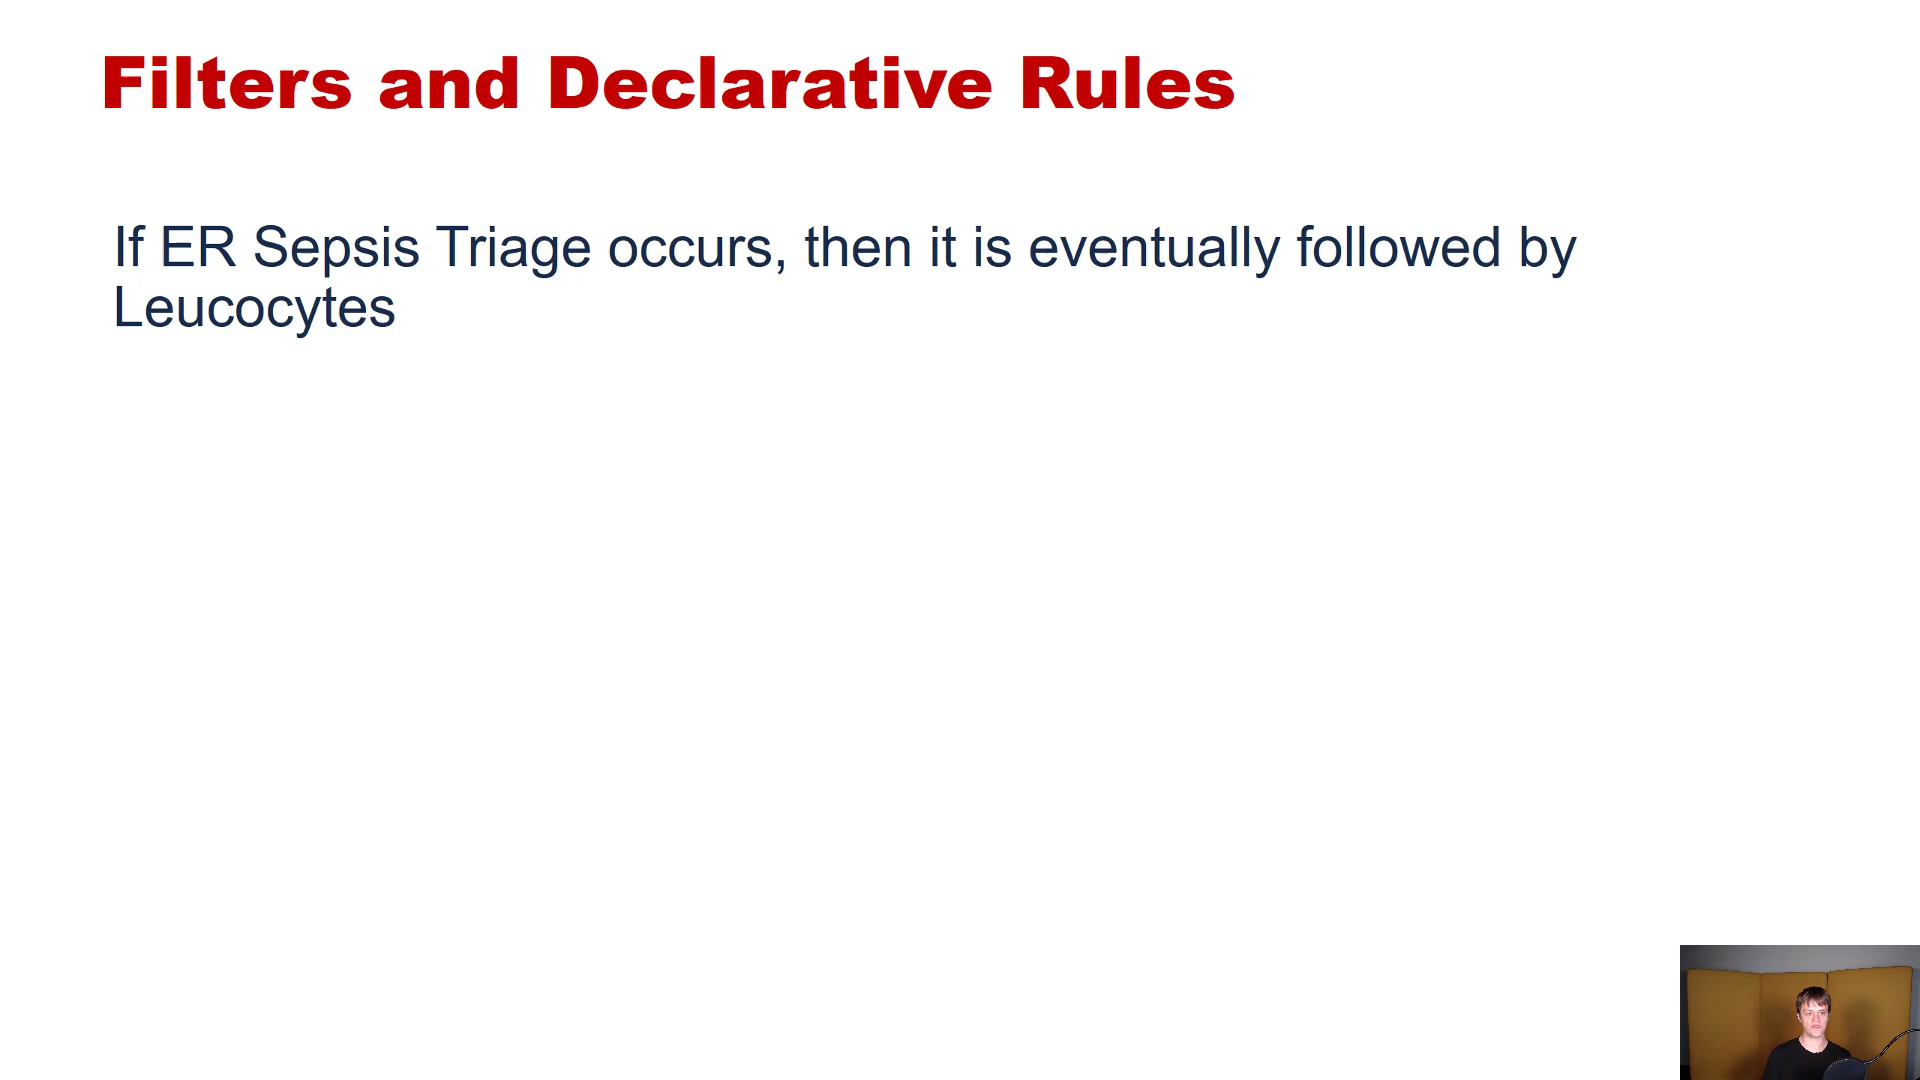 Filters and Declarative Rules
If ER Sepsis Triage occurs, then it is eventually followed by
Leucocytes